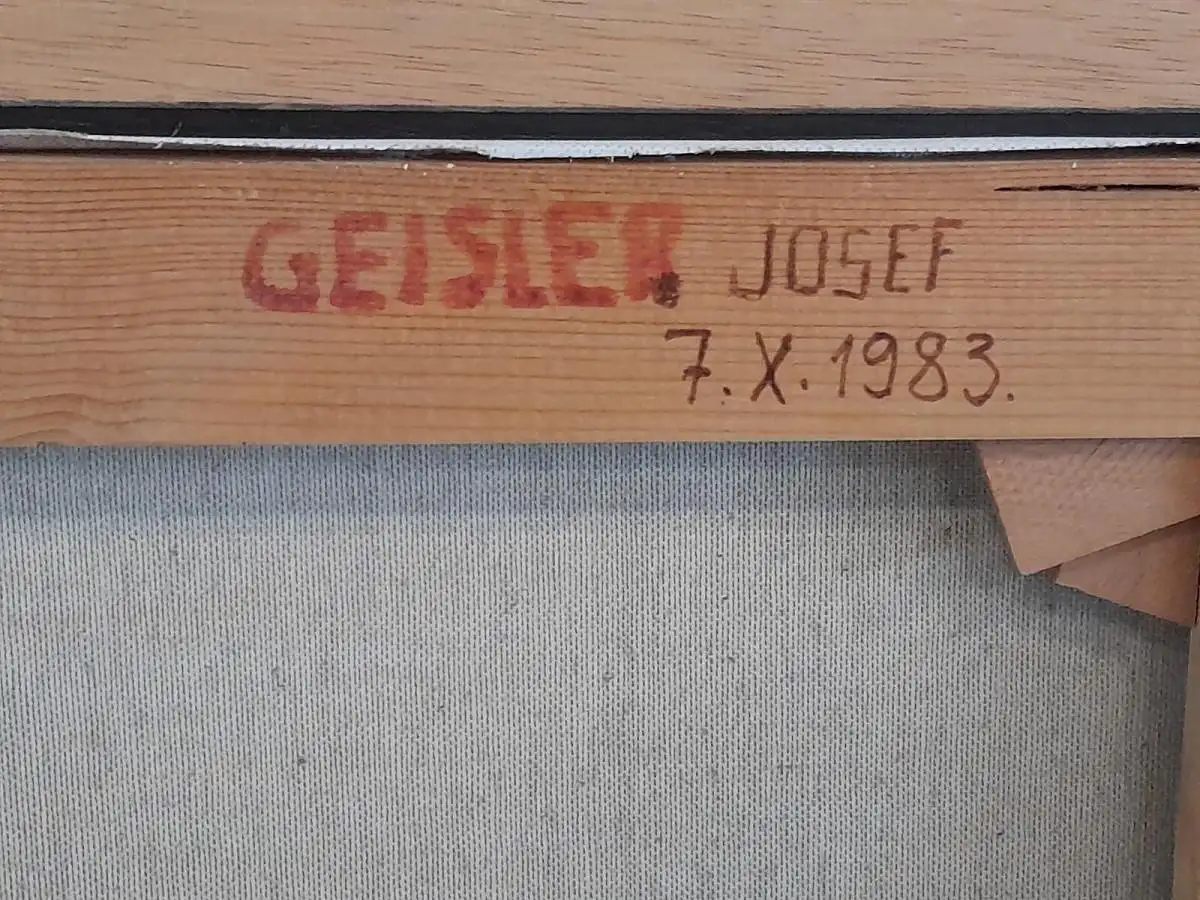 GEISLER JOSEF
7.X.1983.